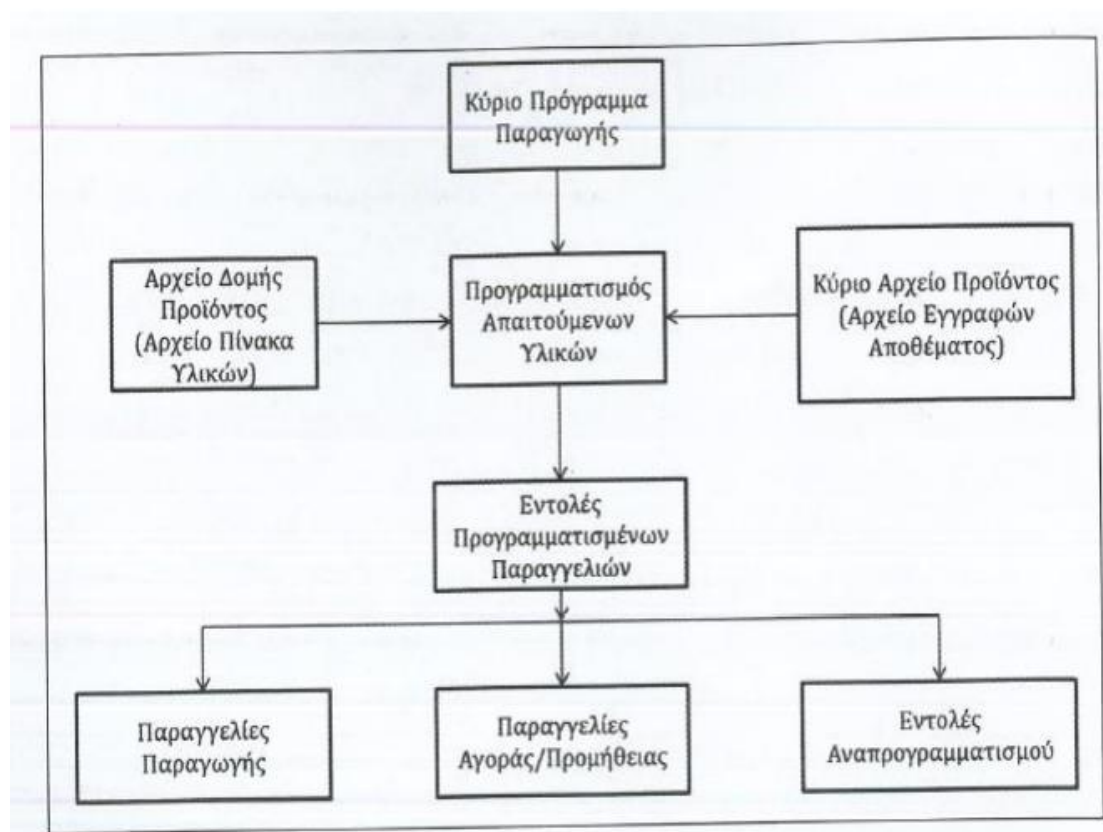 Κύριο Πρόγραμμα
Παραγωγής
Αρχείο Δομής
Προϊόντος
(Αρχείο Πίνακα
Υλικών)
Προγραμματισμός
Απαιτούμενων
Υλικών
Κύριο Αρχείο Προϊόντος
(Αρχείο Εγγραφών
Αποθέματος)
Εντολές
Προγραμματισμένων
Παραγγελιών
Παραγγελίες
Παραγωγής
Παραγγελίες
Αγοράς/Προμήθειας
Εντολές
Αναπρογραμματισμού